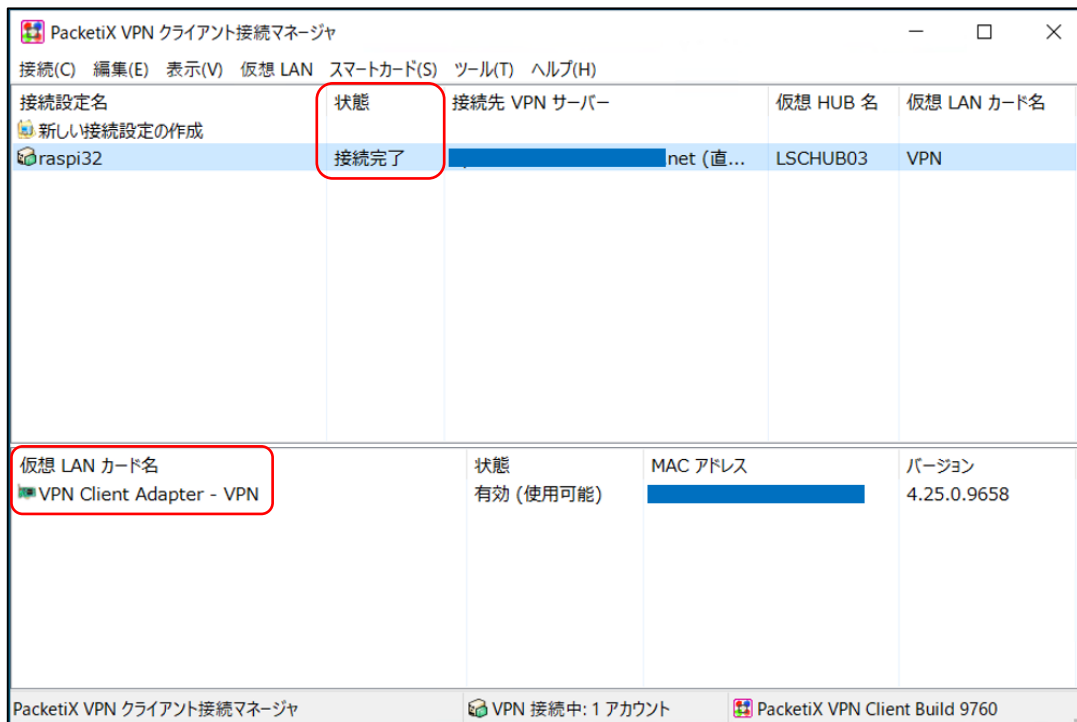 PacketiX VPN クライアント接続マネージャ
接続(C) 編集(E) 表示(V) 仮想 LAN スマートカード(S) ツール(T) ヘルプ(H)
接続設定名 状態 接続先 VPN サーバー 仮想 HUB 名 仮想 LAN カード名
新しい接続設定の作成
raspi32 接続完了 net (直... LSCHUB03 VPN
仮想 LAN カード名 状態 MAC アドレス バージョン
VPN Client Adapter - VPN 有効 (使用可能) 4.25.0.9658
PacketiX VPN クライアント接続マネージャ VPN 接続中: 1 アカウント PacketiX VPN Client Build 9760